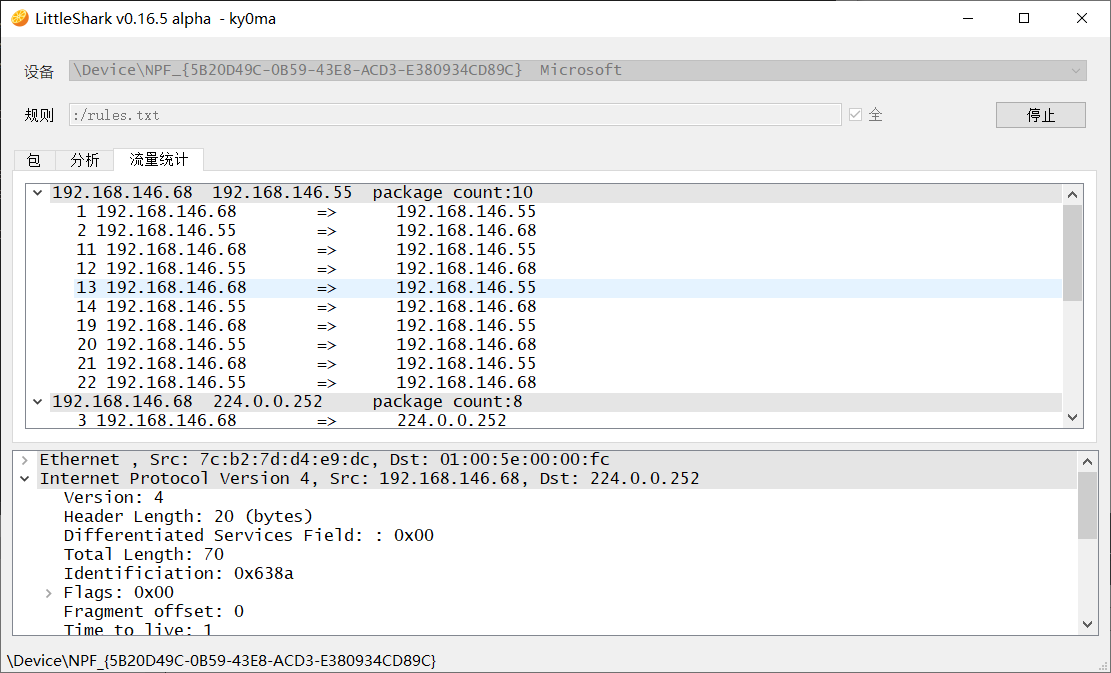 LittleShark v0.16.5 alpha - ky0ma
设备 \Device\NPF_{5B20D49C-0B59-43E8-ACD3-E380934CD89C} Microsoft
规则 :/rules.txt 全 停止
包 分析 流量统计
192.168.146.68 192.168.146.55 package count:10
1 192.168.146.68 => 192.168.146.55
2 192.168.146.55 => 192.168.146.68
11 192.168.146.68 => 192.168.146.55
12 192.168.146.55 => 192.168.146.68
13 192.168.146.68 => 192.168.146.55
14 192.168.146.55 => 192.168.146.68
19 192.168.146.68 => 192.168.146.55
20 192.168.146.55 => 192.168.146.68
21 192.168.146.68 => 192.168.146.55
22 192.168.146.55 => 192.168.146.68
192.168.146.68 224.0.0.252 package count:8
3 192.168.146.68 => 224.0.0.252
Ethernet , Src: 7c:b2:7d:d4:e9:dc, Dst: 01:00:5e:00:00:fc
Internet Protocol Version 4, Src: 192.168.146.68, Dst: 224.0.0.252
Version: 4
Header Length: 20 (bytes)
Differentiated Services Field: : 0x00
Total Length: 70
Identificiation: 0x638a
Flags: 0x00
Fragment offset: 0
Time to live: 1
\Device\NPF_{5B20D49C-0B59-43E8-ACD3-E380934CD89C}